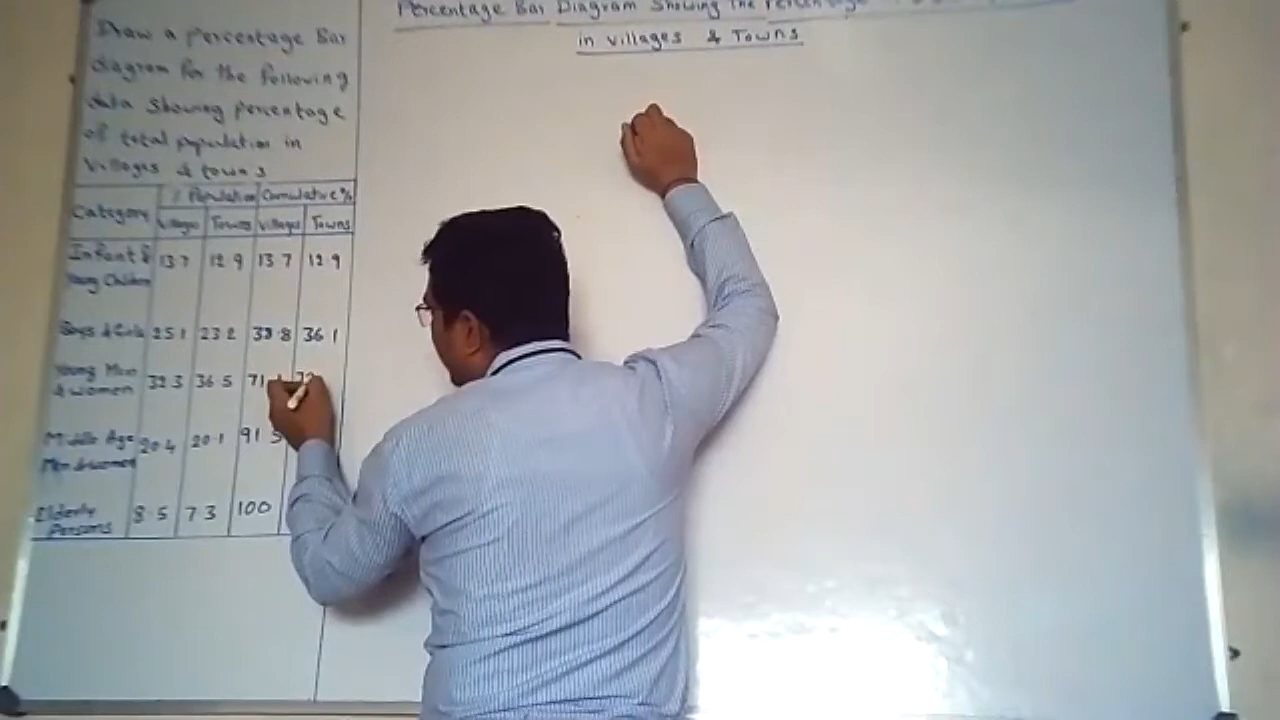 Draw a percentage Bar
diagram for the following
data showing percentage
of total population in
Villages & towns
Percentage Bar Diagram Showing the Percentage
in villages & Towns
Category % Population Cumulative %
Villages Towns Villages Towns
Infant & 13.7 12.9 13.7 12.9
Young Children
Boys & Girls 25.1 23.2 38.8 36.1
Young Men
& women 32.3 36.5 71
Middle Age 20.4 20.1 91.5
Men & women
Elderly 8.5 7.3 100
Persons